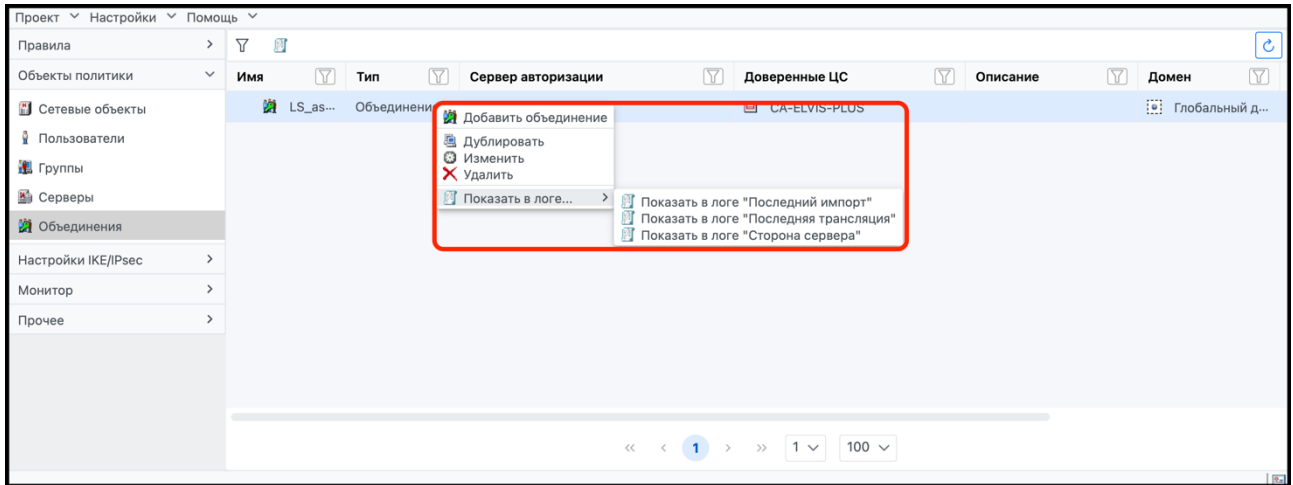 Проект Настройки Помощь
Правила
Объекты политики
Сетевые объекты
Пользователи
Группы
Серверы
Объединения
Настройки IKE/IPsec
Монитор
Прочее
Имя Тип Сервер авторизации Доверенные ЦС Описание Домен
LS_as... Объединени CA-ELVIS-PLUS Глобальный д...
Добавить объединение
Дублировать
Изменить
Удалить
Показать в логе...
Показать в логе "Последний импорт"
Показать в логе "Последняя трансляция"
Показать в логе "Сторона сервера"
1 1 100